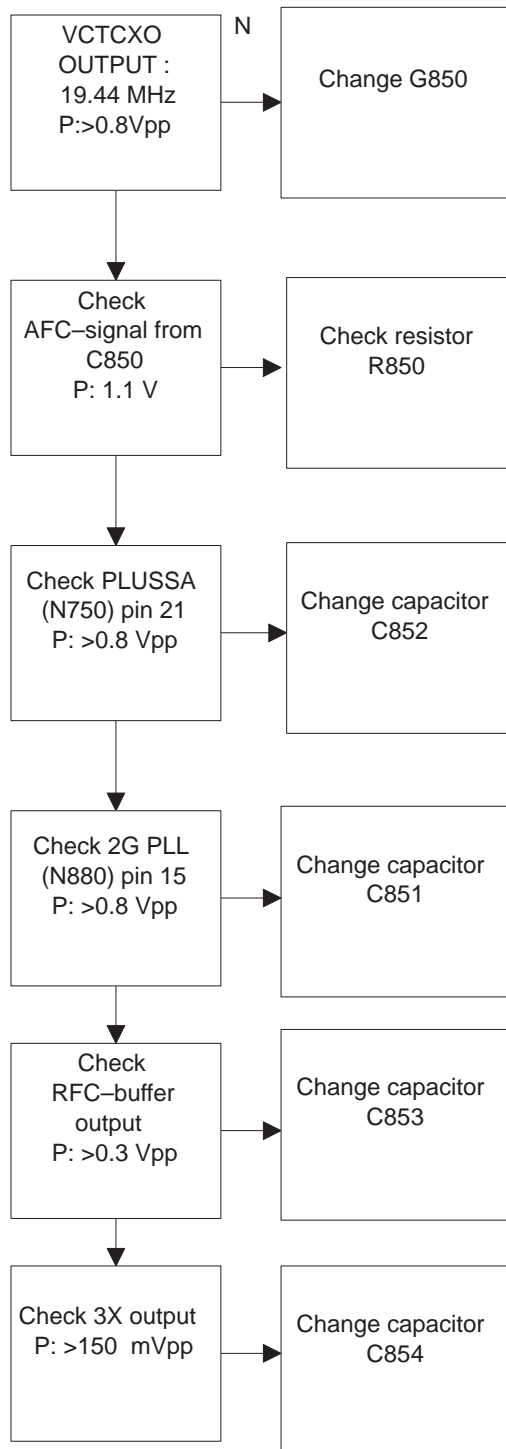 VCTCXO
OUTPUT :
19.44 MHz
P:>0.8Vpp
N
Change G850
Check
AFC–signal from
C850
P: 1.1 V
Check resistor
R850
Check PLUSSA
(N750) pin 21
P: >0.8 Vpp
Change capacitor
C852
Check 2G PLL
(N880) pin 15
P: >0.8 Vpp
Change capacitor
C851
Check
RFC–buffer
output
P: >0.3 Vpp
Change capacitor
C853
Check 3X output
P: >150 mVpp
Change capacitor
C854